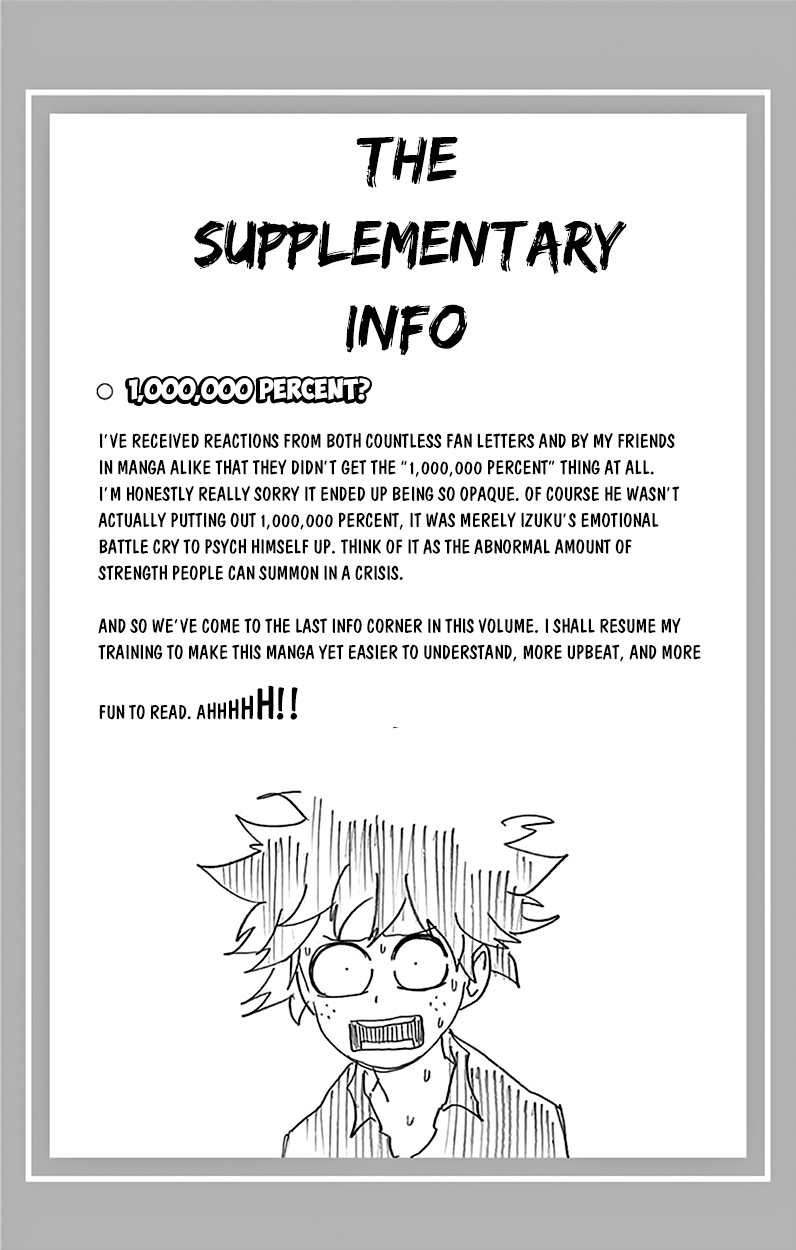 THE
SUPPLEMENTARY
INFO
1,000,000 PERCENT?
I'VE RECEIVED REACTIONS FROM BOTH COUNTLESS FAN LETTERS AND BY MY FRIENDS
IN MANGA ALIKE THAT THEY DIDN'T GET THE "1,000,000 PERCENT" THING AT ALL.
I'M HONESTLY REALLY SORRY IT ENDED UP BEING SO OPAQUE. OF COURSE HE WASN'T
ACTUALLY PUTTING OUT 1,000,000 PERCENT, IT WAS MERELY IZUKU'S EMOTIONAL
BATTLE CRY TO PSYCH HIMSELF UP. THINK OF IT AS THE ABNORMAL AMOUNT OF
STRENGTH PEOPLE CAN SUMMON IN A CRISIS.
AND SO WE'VE COME TO THE LAST INFO CORNER IN THIS VOLUME. I SHALL RESUME MY
TRAINING TO MAKE THIS MANGA YET EASIER TO UNDERSTAND, MORE UPBEAT, AND MORE
FUN TO READ. AHHHHH!!